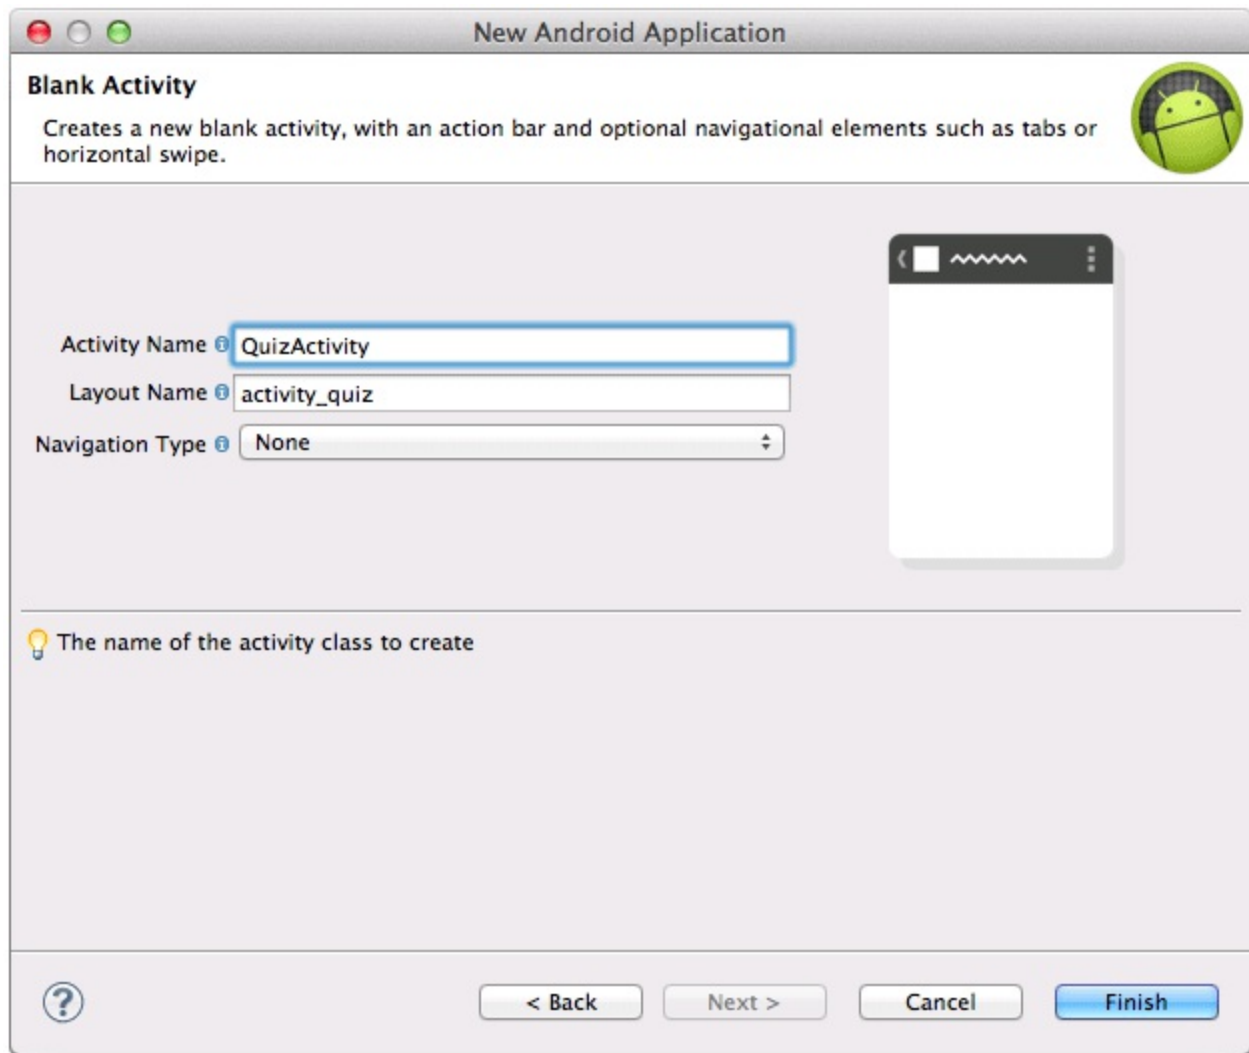 New Android Application
Blank Activity
Creates a new blank activity, with an action bar and optional navigational elements such as tabs or
horizontal swipe.
Activity Name QuizActivity
Layout Name activity_quiz
Navigation Type None
The name of the activity class to create
? < Back Next > Cancel Finish